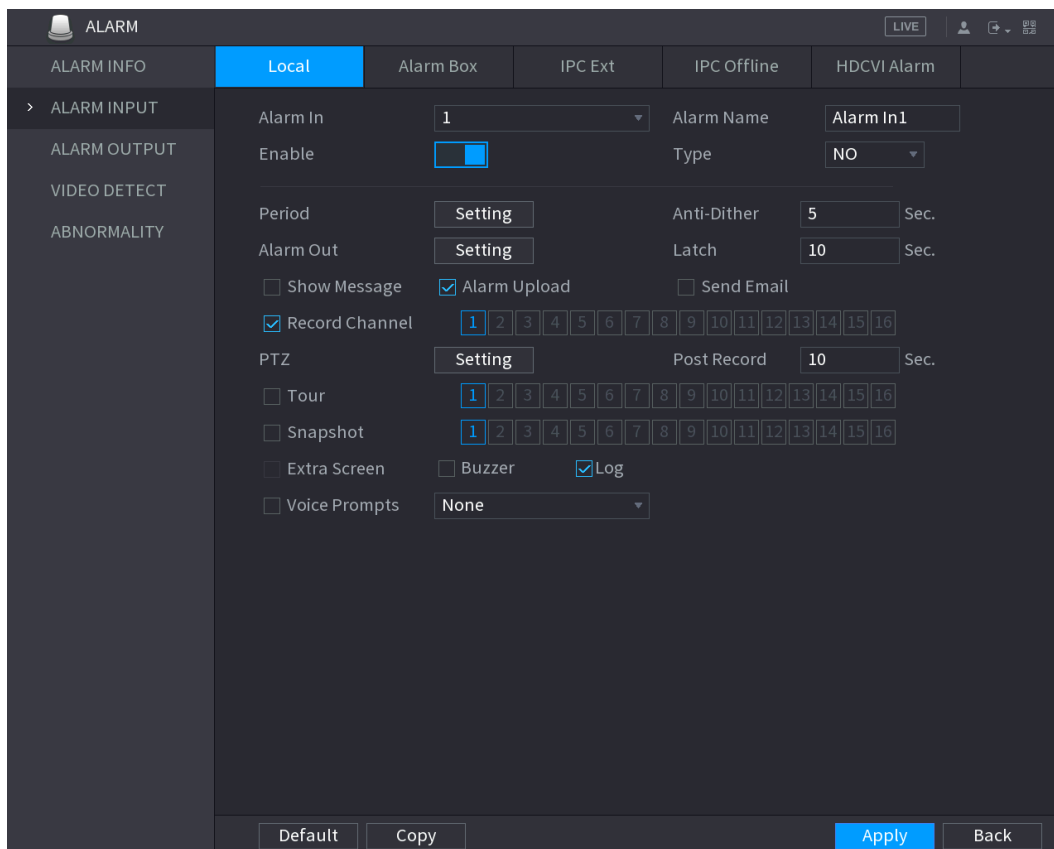 ALARM LIVE
ALARM INFO
ALARM INPUT
ALARM OUTPUT
VIDEO DETECT
ABNORMALITY
Local Alarm Box IPC Ext IPC Offline HDCVI Alarm
Alarm In 1 Alarm Name Alarm In1
Enable Type NO
Period Setting Anti-Dither 5 Sec.
Alarm Out Setting Latch 10 Sec.
Show Message Alarm Upload Send Email
Record Channel 1 2 3 4 5 6 7 8 9 10 11 12 13 14 15 16
PTZ Setting Post Record 10 Sec.
Tour 1 2 3 4 5 6 7 8 9 10 11 12 13 14 15 16
Snapshot 1 2 3 4 5 6 7 8 9 10 11 12 13 14 15 16
Extra Screen Buzzer Log
Voice Prompts None
Default Copy Apply Back